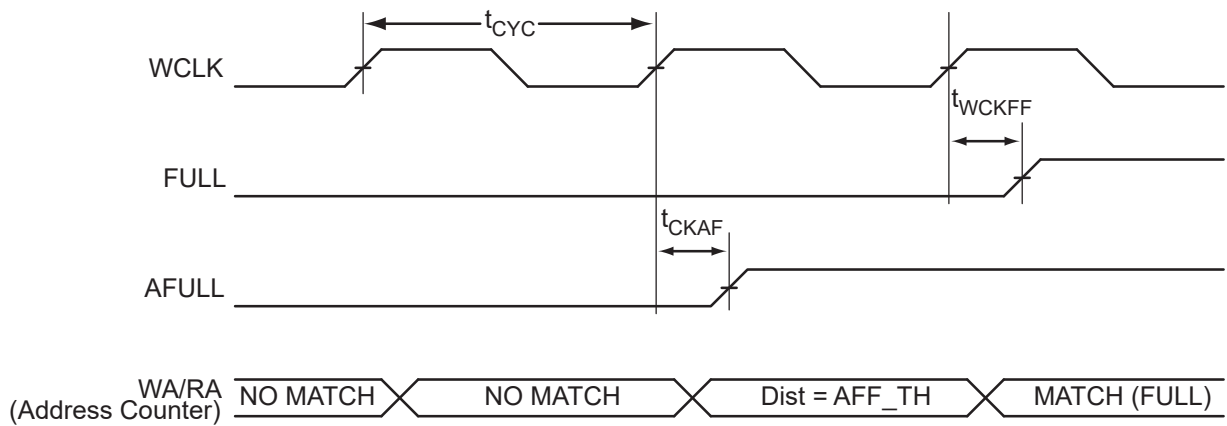 tCYC
WCLK
tWCKFF
FULL
tCKAF
AFULL
WA/RA
(Address Counter)
NO MATCH
NO MATCH
Dist = AFF_TH
MATCH (FULL)